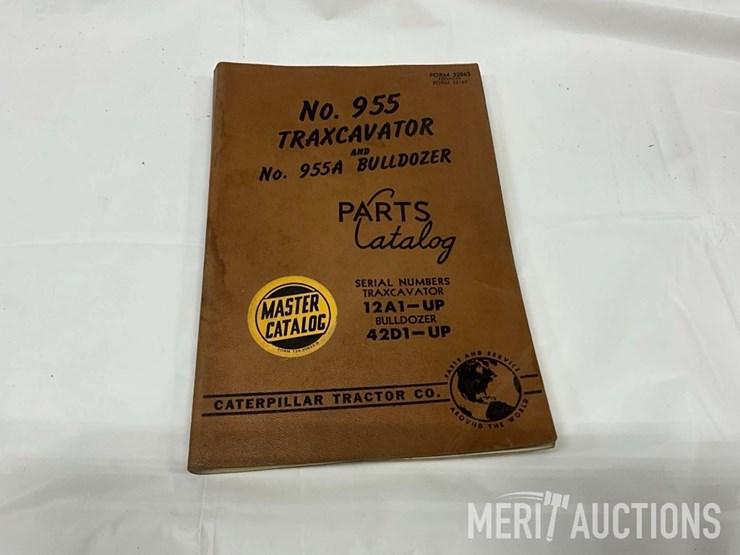 FORM 32063
No. 955
TRAXCAVATOR
AND
No. 955A BULLDOZER
PARTS
Catalog
SERIAL NUMBERS
TRAXCAVATOR
12A1-UP
BULLDOZER
42D1-UP
MASTER
CATALOG
CATERPILLAR TRACTOR CO.
PARTS AND SERVICE
AROUND THE WORLD
MERIT AUCTIONS